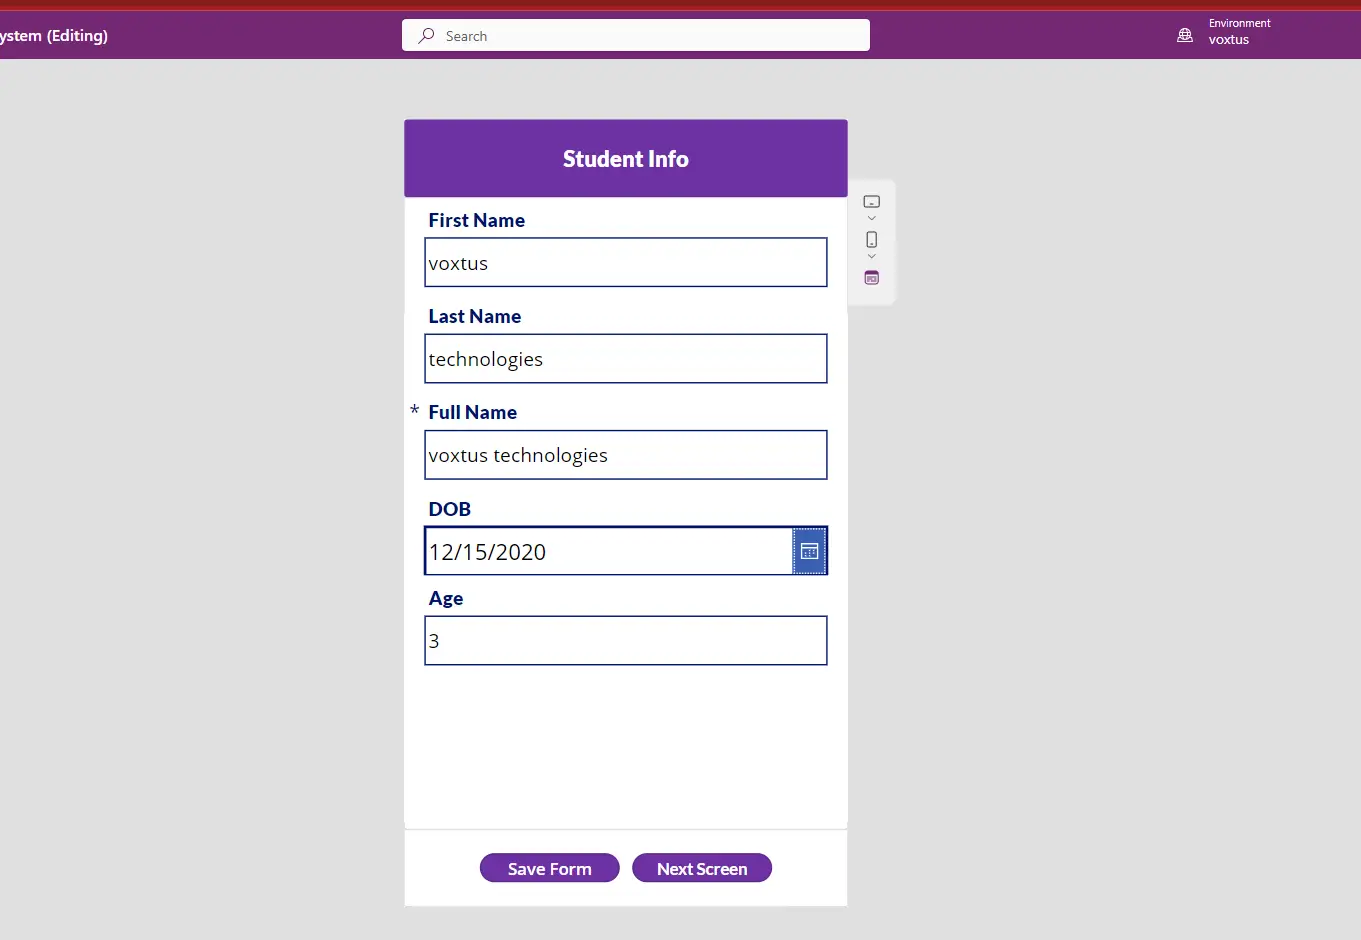 ystem (Editing)
Search
Environment
voxtus
Student Info
First Name
voxtus
Last Name
technologies
* Full Name
voxtus technologies
DOB
12/15/2020
Age
3
Save Form
Next Screen